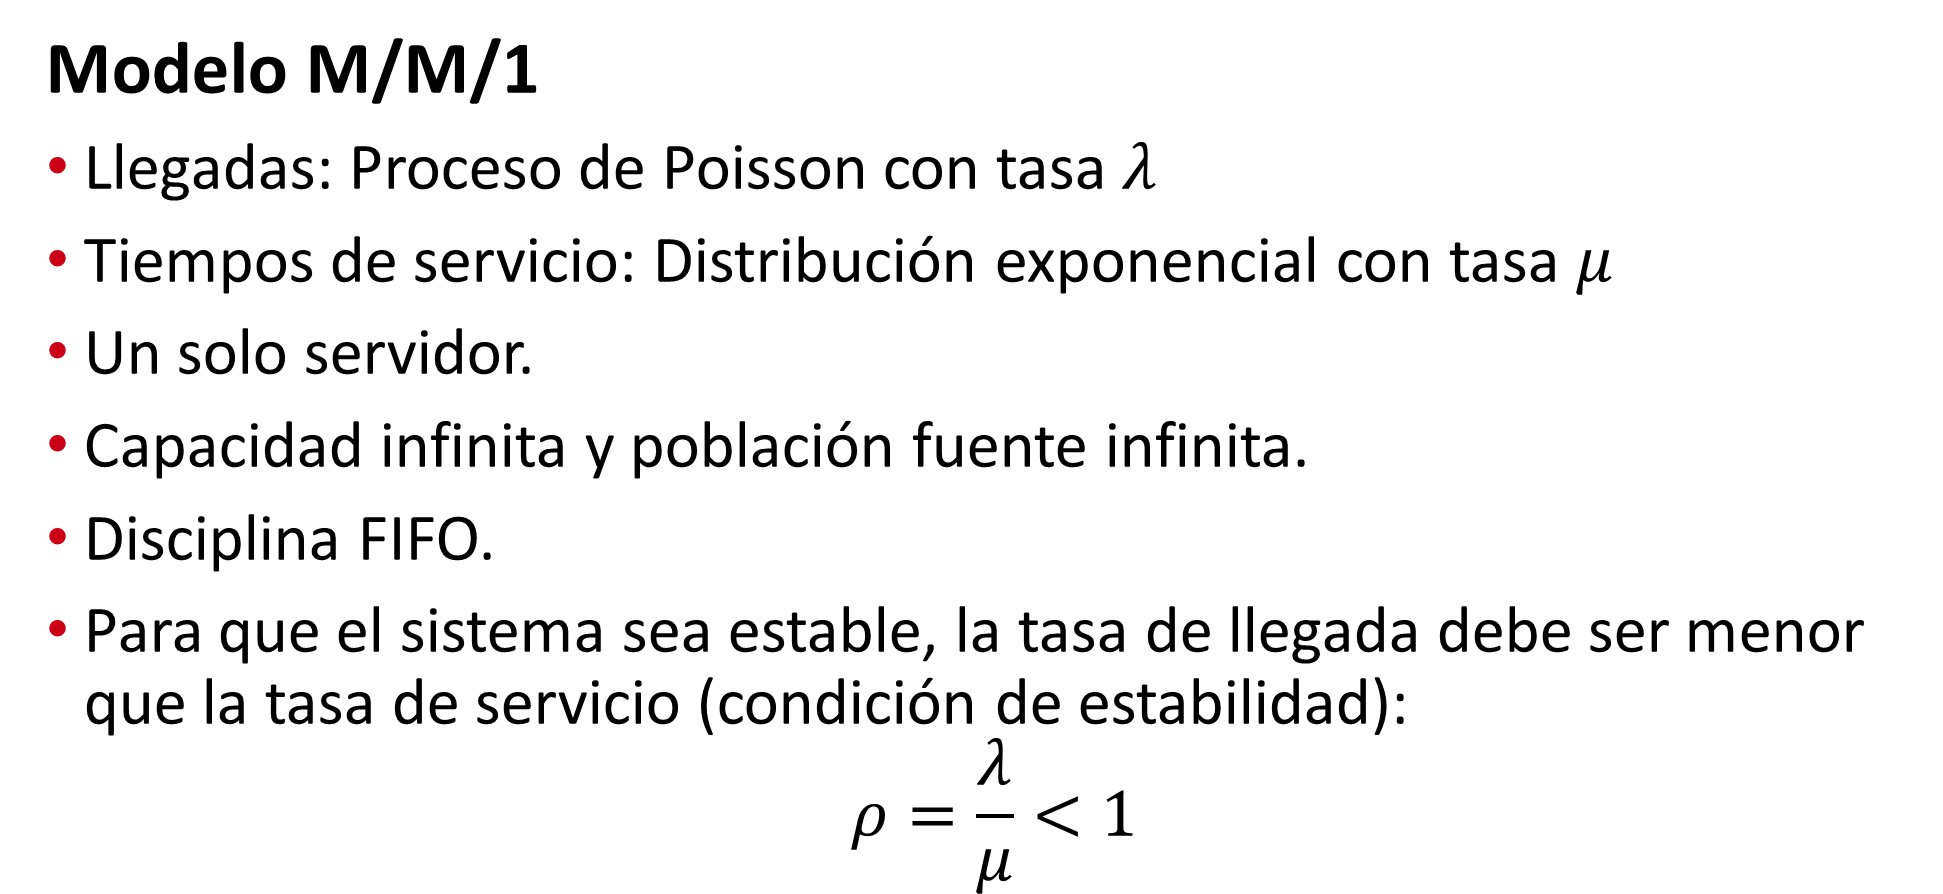 Modelo M/M/1
• Llegadas: Proceso de Poisson con tasa λ
• Tiempos de servicio: Distribución exponencial con tasa μ
• Un solo servidor.
• Capacidad infinita y población fuente infinita.
• Disciplina FIFO.
• Para que el sistema sea estable, la tasa de llegada debe ser menor
que la tasa de servicio (condición de estabilidad):
ρ = λ/μ < 1